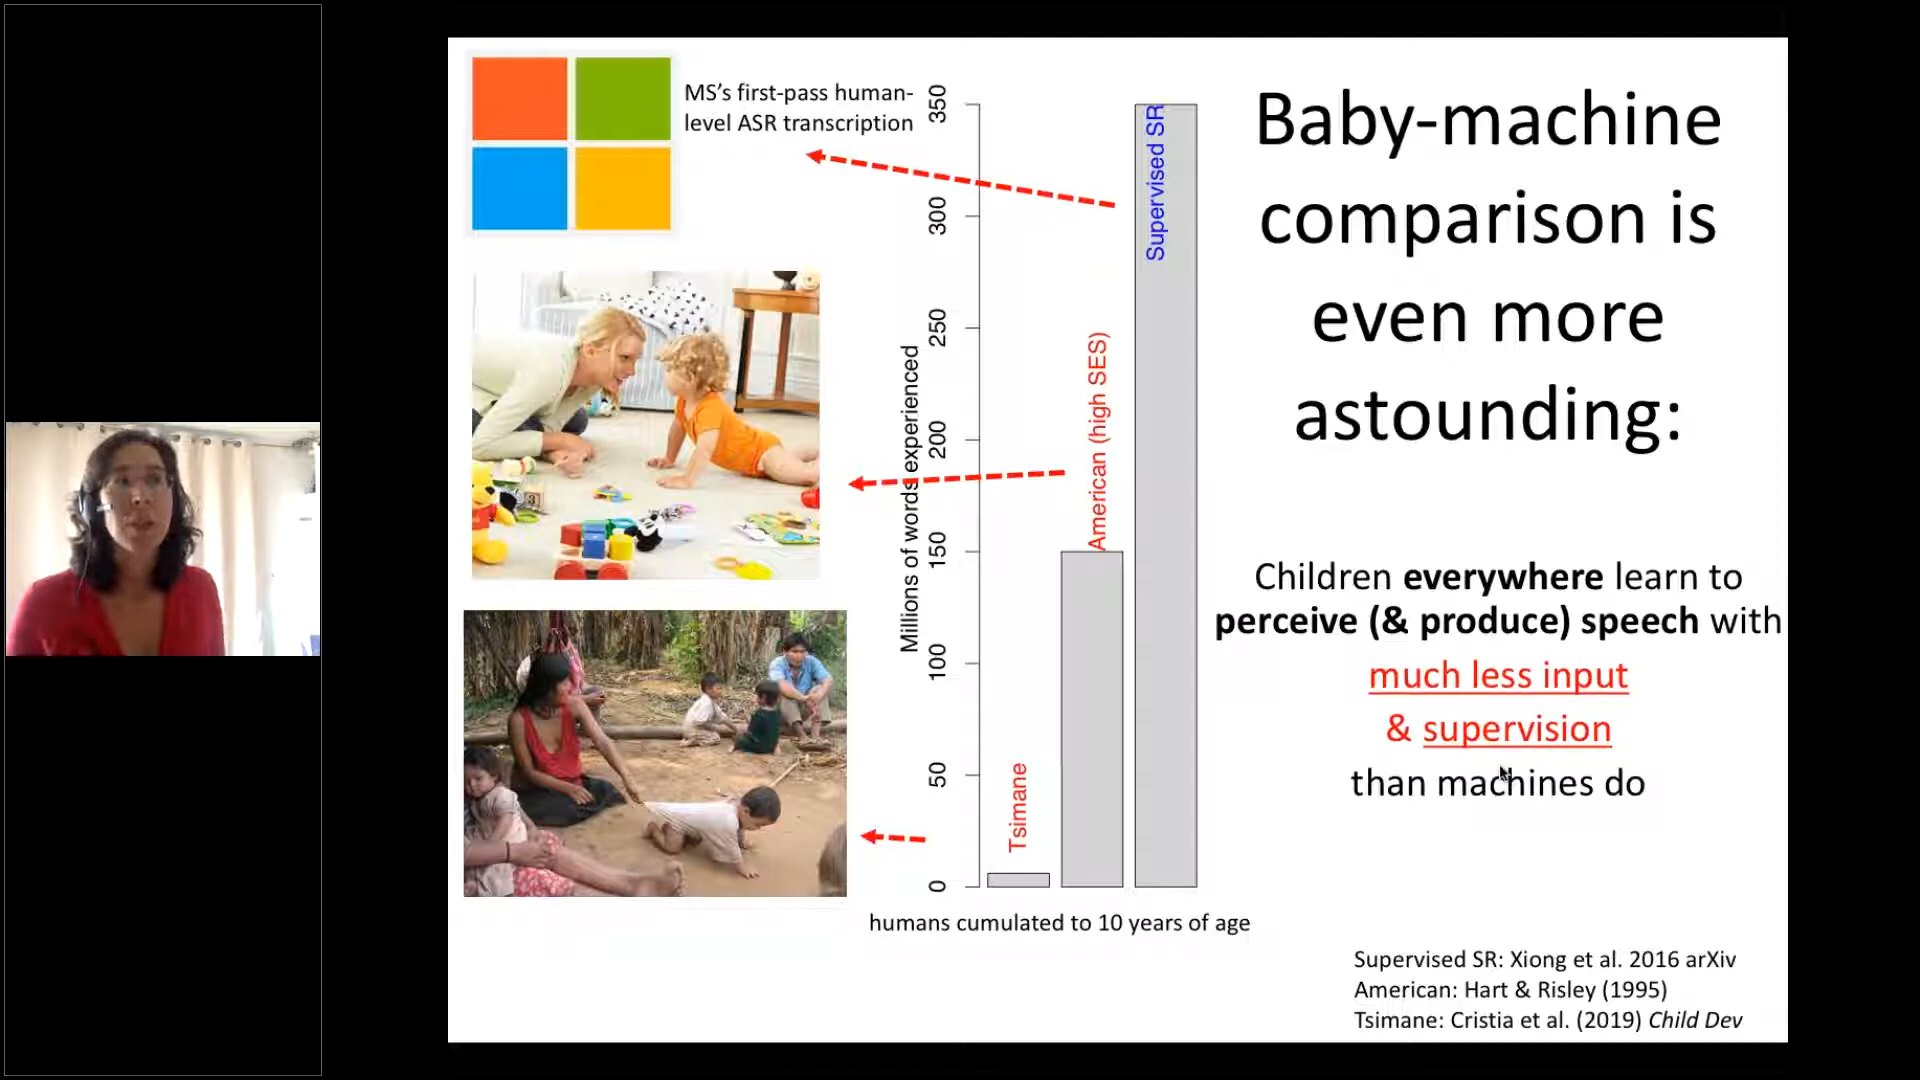 MS’s first-pass human-
level ASR transcription
Baby-machine
comparison is
even more
astounding:
Children everywhere learn to
perceive (& produce) speech with
much less input
& supervision
than machines do
Millions of words experienced
350
300
250
200
150
100
50
0
Tsimane
American (high SES)
Supervised SR
humans cumulated to 10 years of age
Supervised SR: Xiong et al. 2016 arXiv
American: Hart & Risley (1995)
Tsimane: Cristia et al. (2019) Child Dev
3